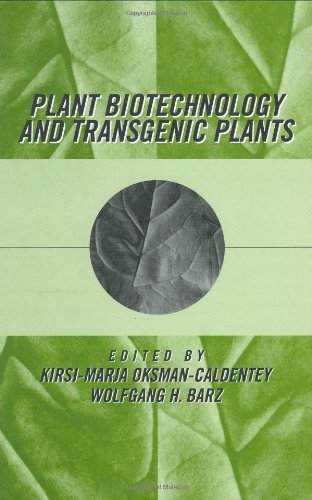 PLANT BIOTECHNOLOGY
AND TRANSGENIC PLANTS
EDITED BY
KIRSI-MARJA OKSMAN-CALDENTEY
WOLFGANG H. BARZ